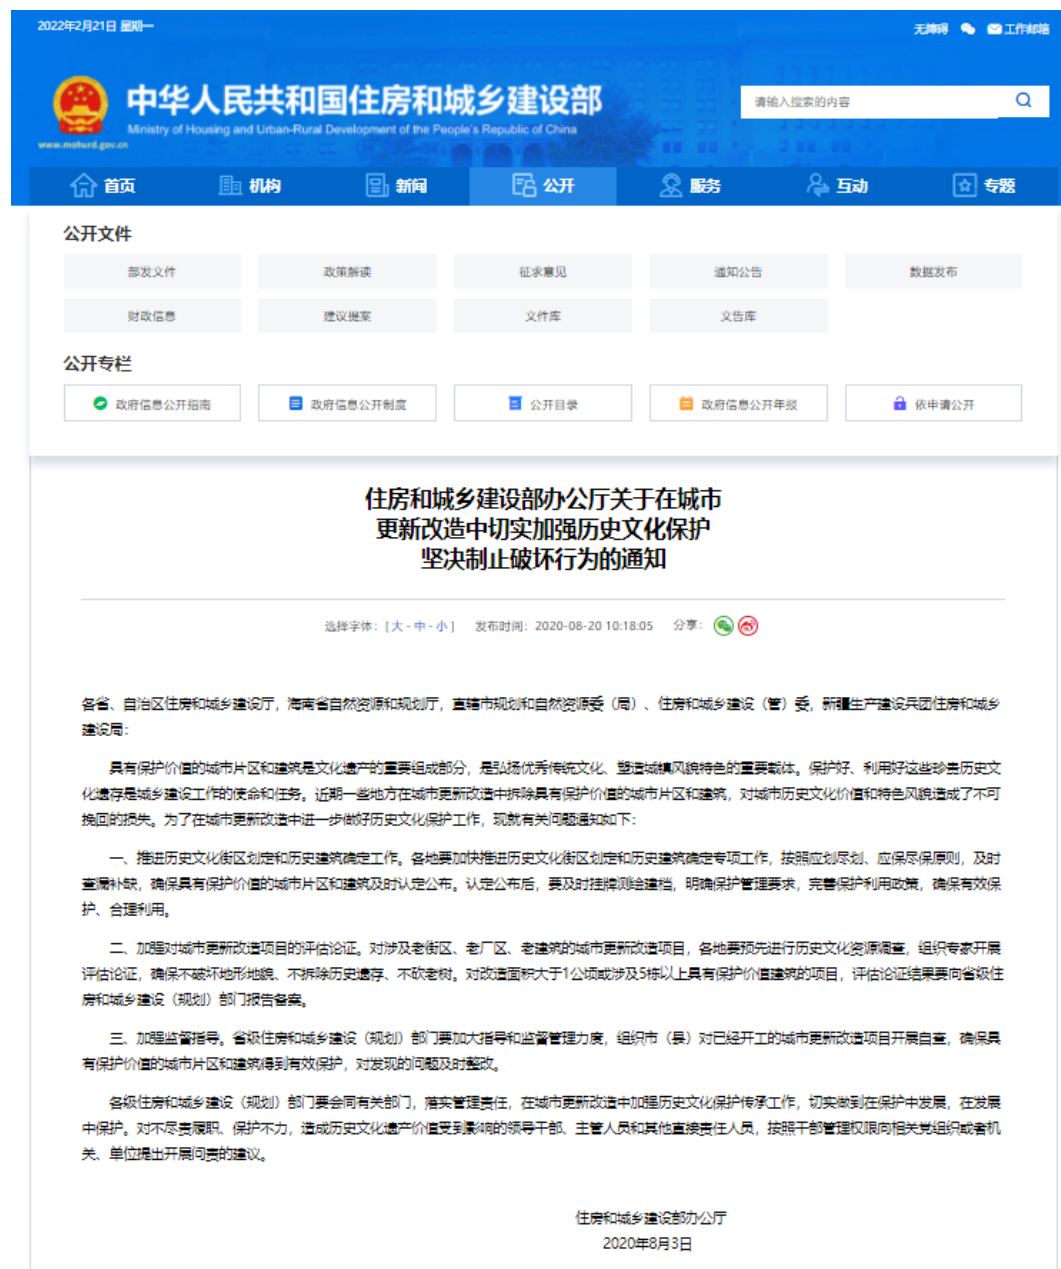 2022年2月21日 星期一
无障碍 工作邮箱
中华人民共和国住房和城乡建设部
Ministry of Housing and Urban-Rural Development of the People's Republic of China
www.mohurd.gov.cn
请输入搜索的内容
首页 机构 新闻 公开 服务 互动 专题
公开文件
部发文件 政策解读 征求意见 通知公告 数据发布
财政信息 建议提案 文件库 文告库
公开专栏
政府信息公开指南 政府信息公开制度 公开目录 政府信息公开年报 依申请公开
住房和城乡建设部办公厅关于在城市
更新改造中切实加强历史文化保护
坚决制止破坏行为的通知
选择字体：[大 - 中 - 小] 发布时间：2020-08-20 10:18:05 分享：
各省、自治区住房和城乡建设厅，海南省自然资源和规划厅，直辖市规划和自然资源委（局）、住房和城乡建设（管）委，新疆生产建设兵团住房和城乡
建设局：
具有保护价值的城市片区和建筑是文化遗产的重要组成部分，是弘扬优秀传统文化、塑造城镇风貌特色的重要载体。保护好、利用好这些珍贵历史文
化遗存是城乡建设工作的使命和任务。近期一些地方在城市更新改造中拆除具有保护价值的城市片区和建筑，对城市历史文化价值和特色风貌造成了不可
挽回的损失。为了在城市更新改造中进一步做好历史文化保护工作，现就有关问题通知如下：
一、推进历史文化街区划定和历史建筑确定工作。各地要加快推进历史文化街区划定和历史建筑确定专项工作，按照应划尽划、应保尽保原则，及时
查漏补缺，确保具有保护价值的城市片区和建筑及时认定公布。认定公布后，要及时挂牌测绘建档，明确保护管理要求，完善保护利用政策，确保有效保
护、合理利用。
二、加强对城市更新改造项目的评估论证。对涉及老街区、老厂区、老建筑的城市更新改造项目，各地要预先进行历史文化资源调查，组织专家开展
评估论证，确保不破坏地形地貌、不拆除历史遗存、不砍老树。对改造面积大于1公顷或涉及5栋以上具有保护价值建筑的项目，评估论证结果要向省级住
房和城乡建设（规划）部门报告备案。
三、加强监督指导。省级住房和城乡建设（规划）部门要加大指导和监督管理力度，组织市（县）对已经开工的城市更新改造项目开展自查，确保具
有保护价值的城市片区和建筑得到有效保护，对发现的问题及时整改。
各级住房和城乡建设（规划）部门要会同有关部门，落实管理责任，在城市更新改造中加强历史文化保护传承工作，切实做到在保护中发展，在发展
中保护。对不尽责履职、保护不力，造成历史文化遗产价值受到影响的领导干部、主管人员和其他直接责任人员，按照干部管理权限向相关党组织或者机
关、单位提出开展问责的建议。
住房和城乡建设部办公厅
2020年8月3日